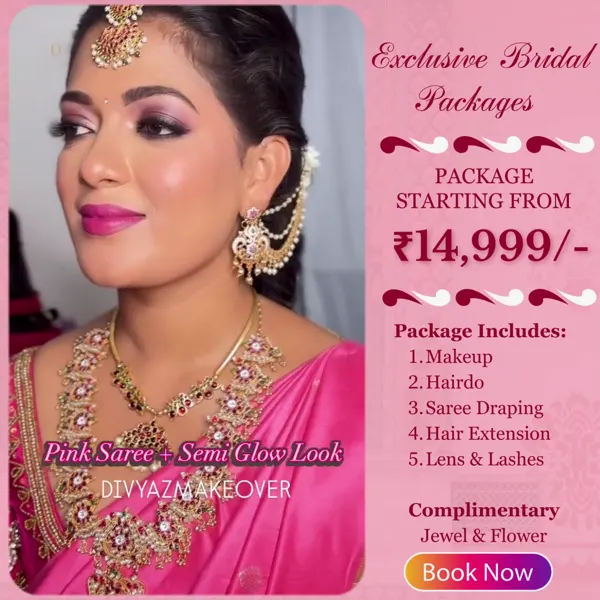 Exclusive Bridal
Packages
PACKAGE
STARTING FROM
₹14,999/-
Package Includes:
1. Makeup
2. Hairdo
3. Saree Draping
4. Hair Extension
5. Lens & Lashes
Complimentary
Jewel & Flower
Book Now
Pink Saree + Semi Glow Look
DIVYAZMAKEOVER